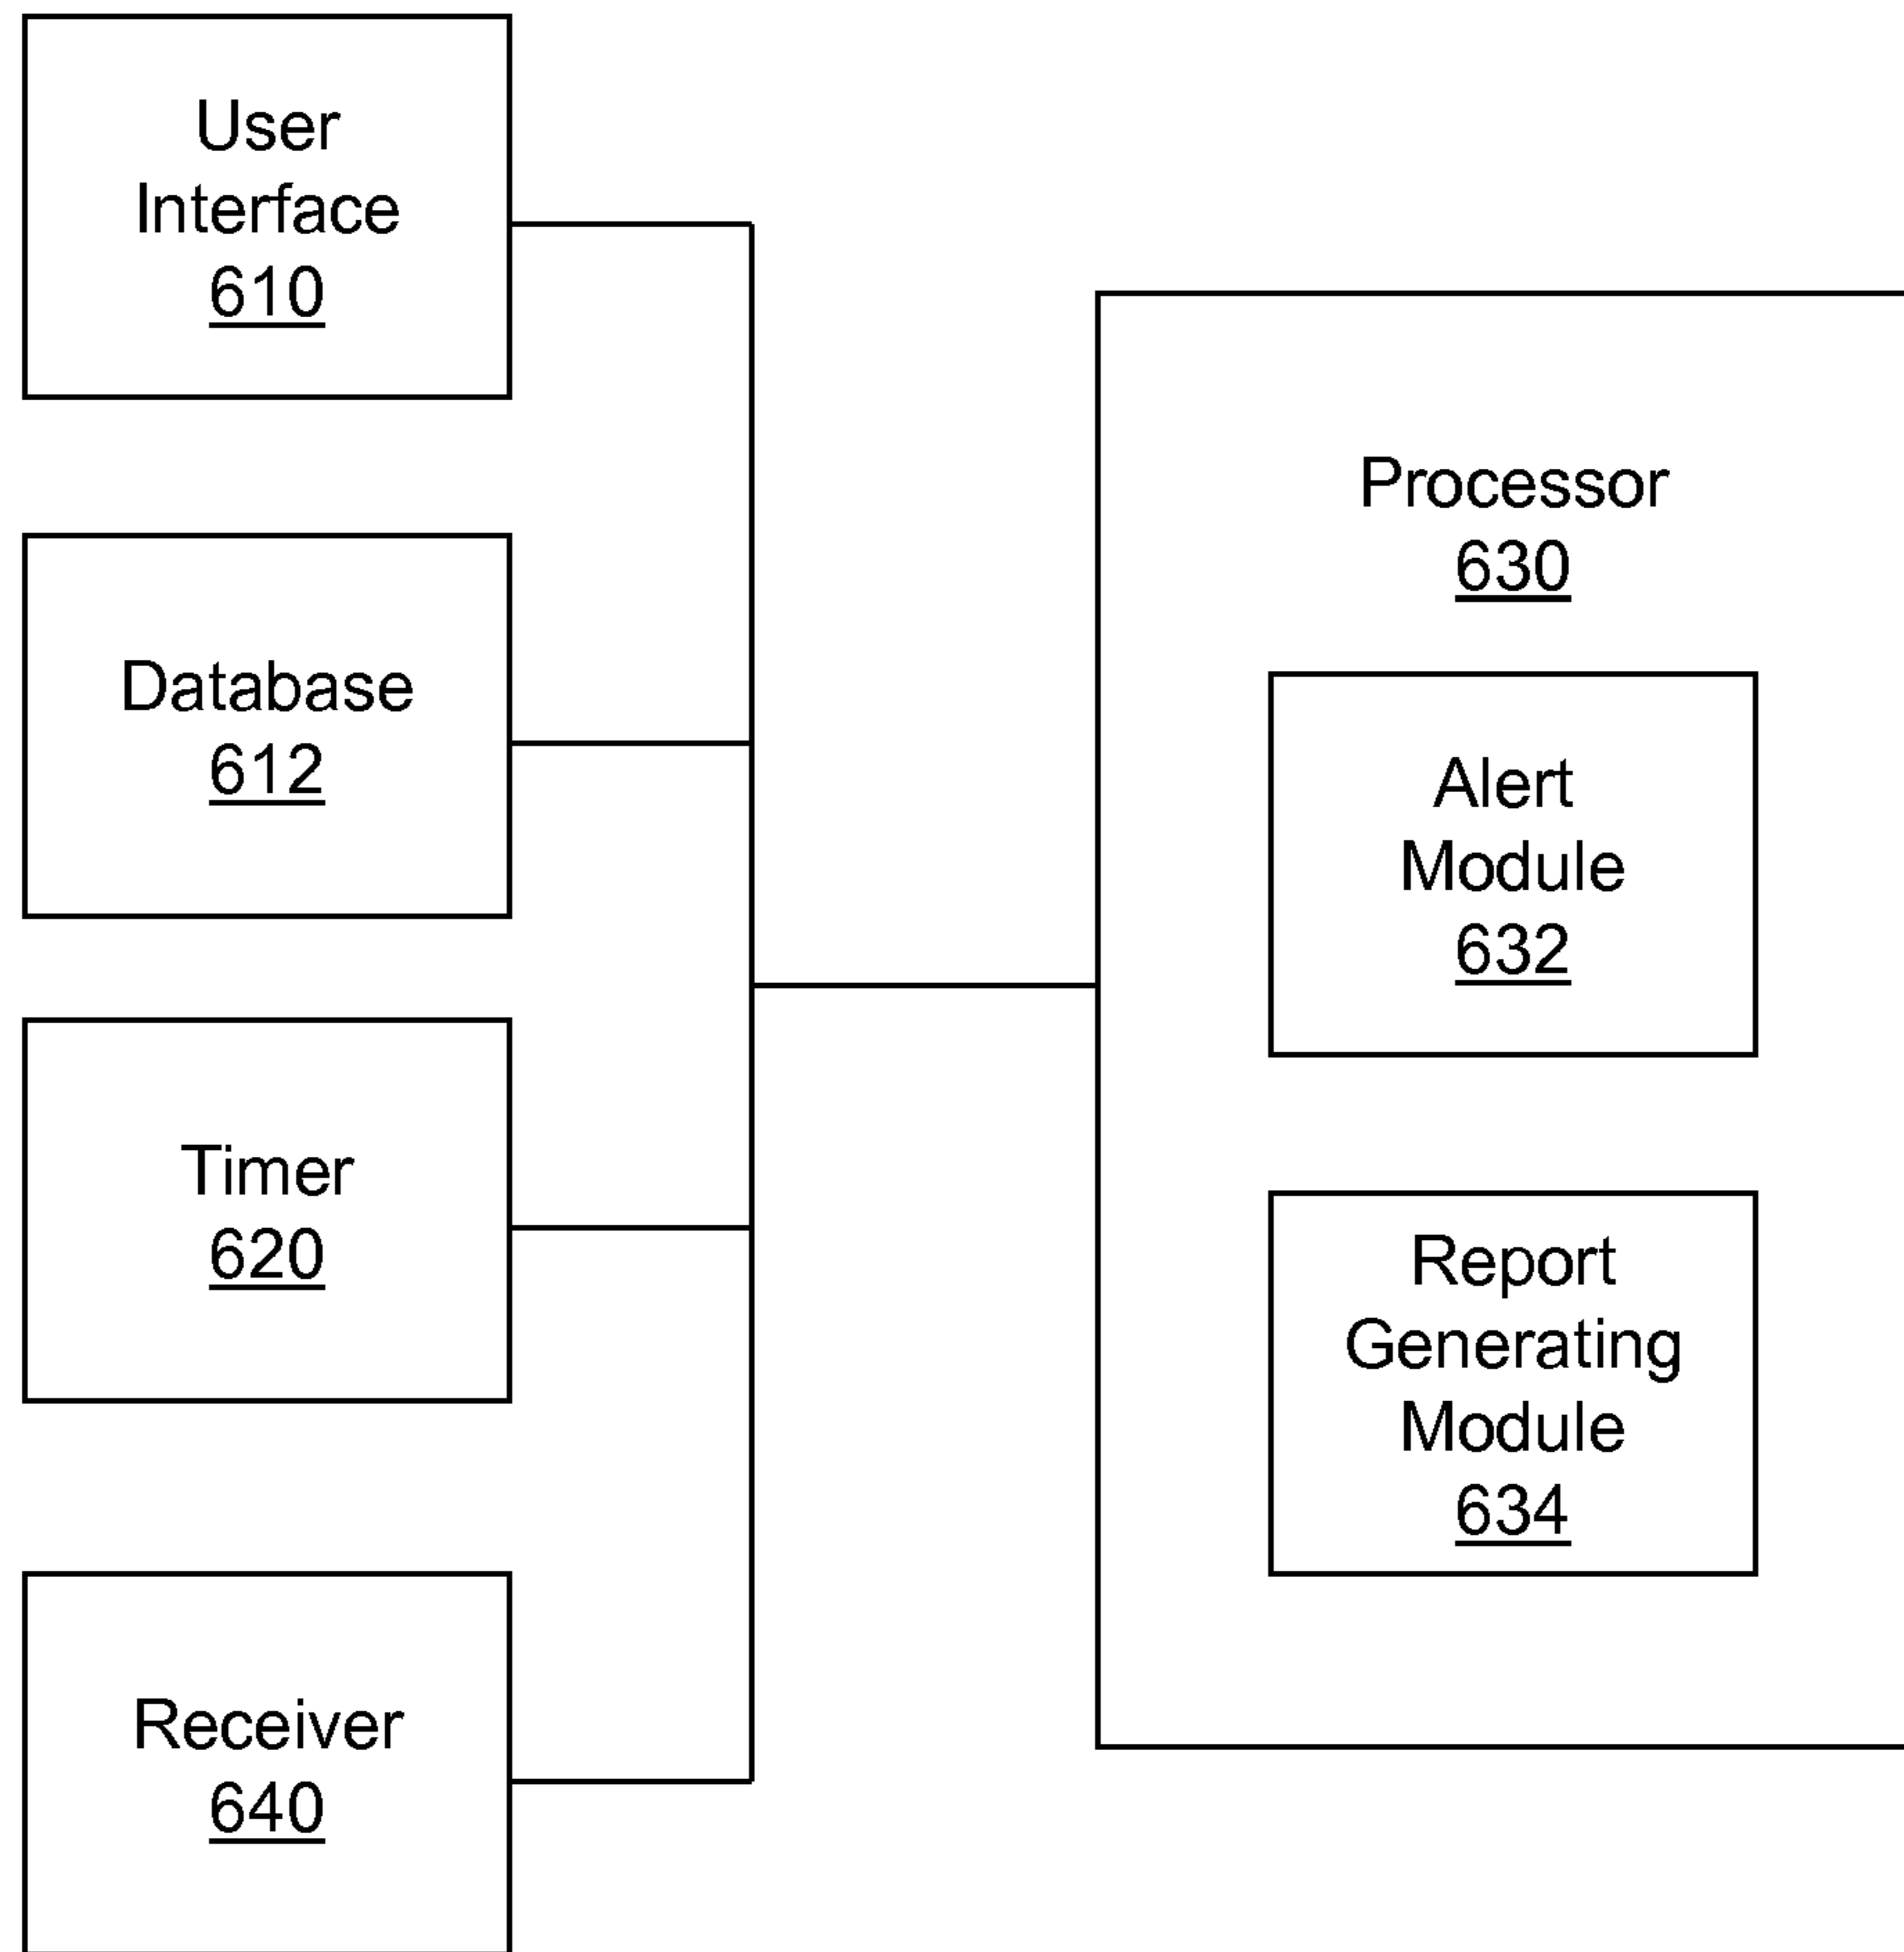 User
Interface
610
Database
612
Timer
620
Receiver
640
Processor
630
Alert
Module
632
Report
Generating
Module
634